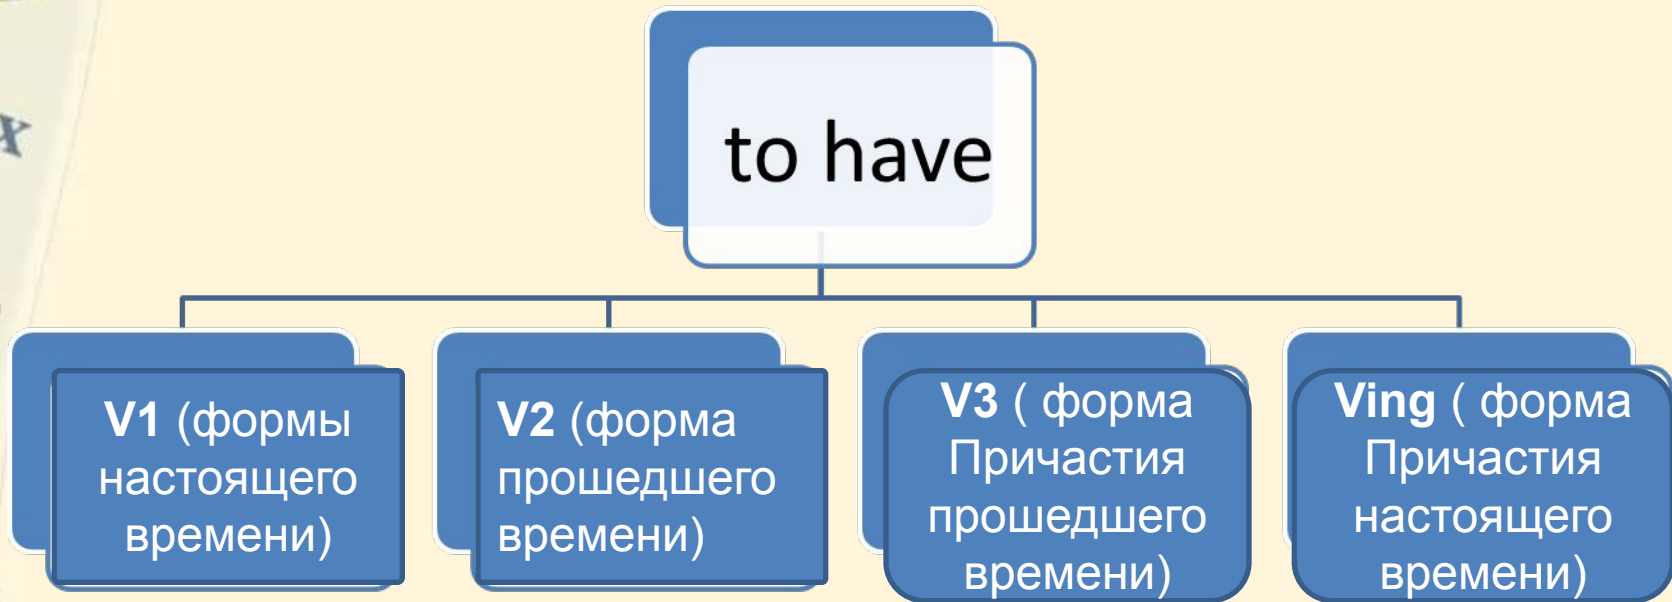 x
to have
V1 (формы
настоящего
времени)
V2 (форма
прошедшего
времени)
V3 ( форма
Причастия
прошедшего
времени)
Ving ( форма
Причастия
настоящего
времени)